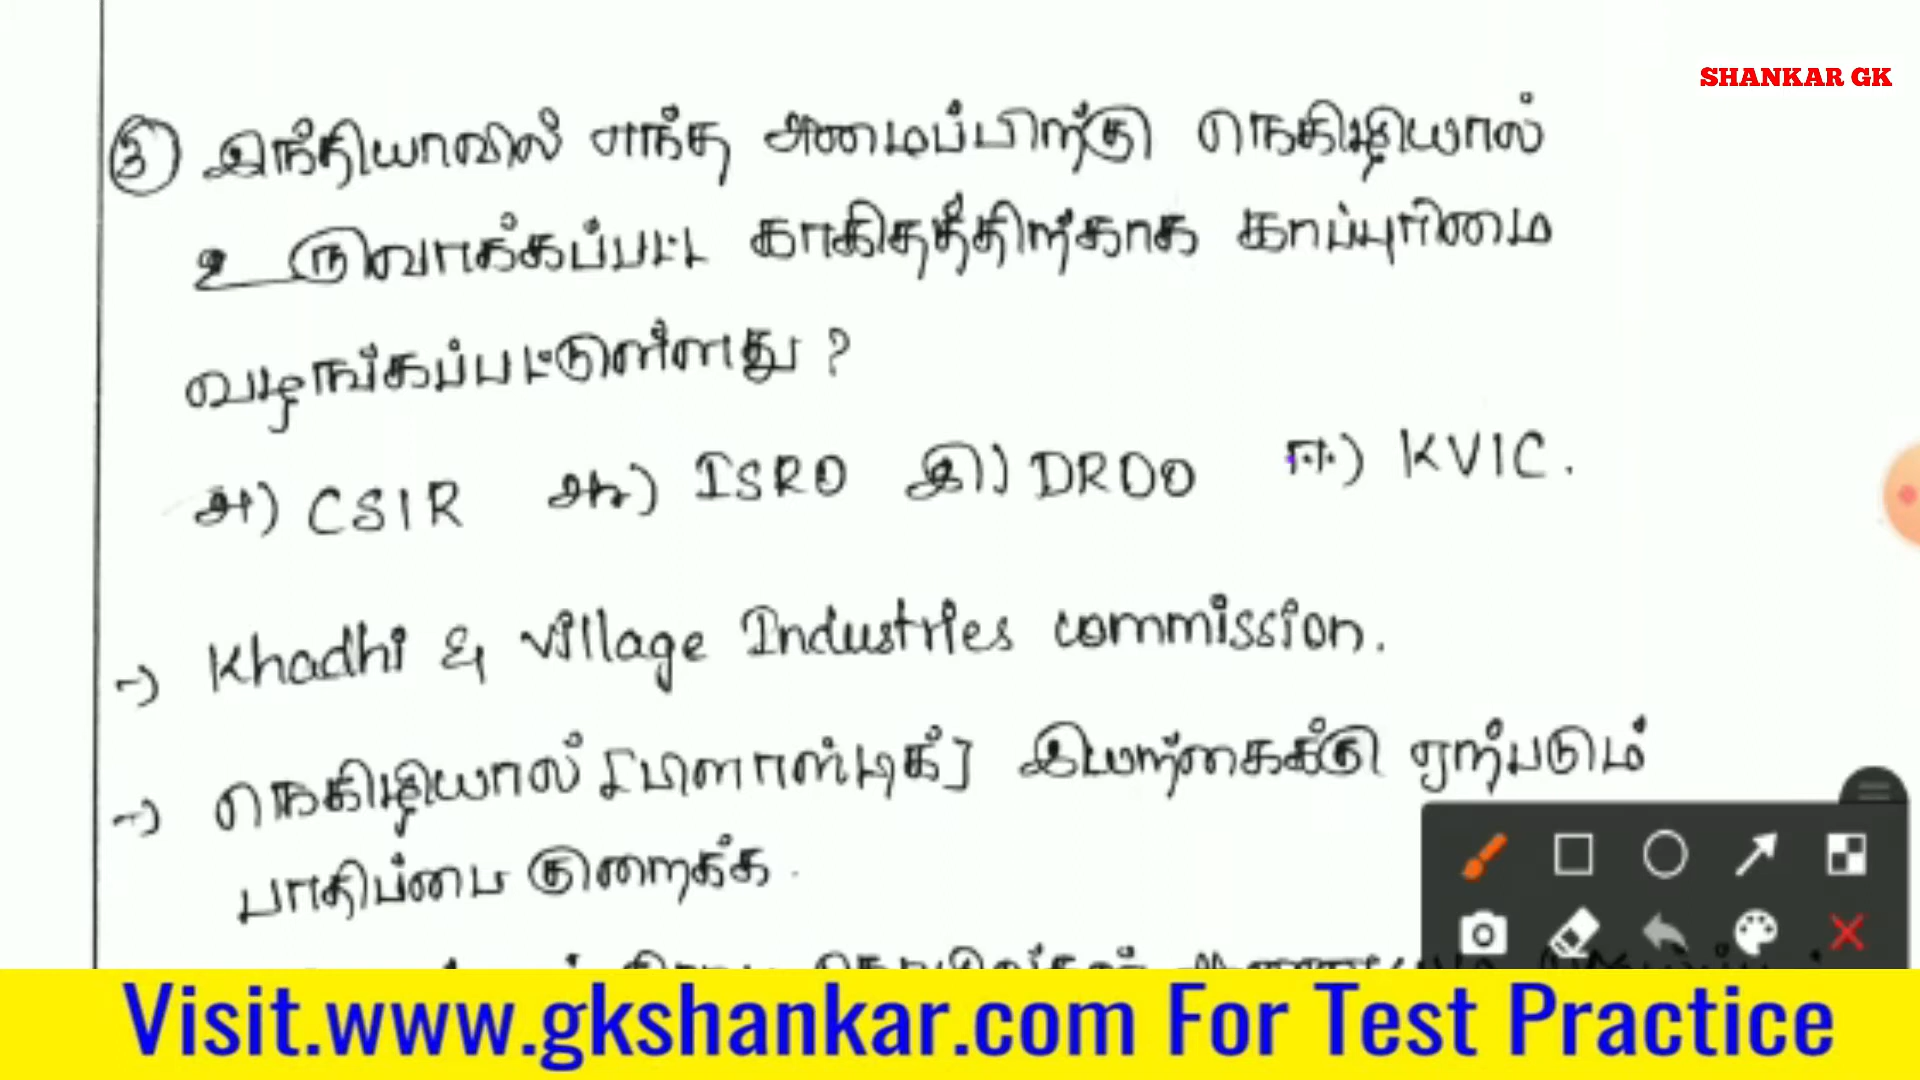 SHANKAR GK
3) இந்தியாவில் எந்த அமைப்பிற்கு நெகிழியால்
உருவாக்கப்பட்ட காகிதத்திற்காக காப்புரிமை
வழங்கப்பட்டுள்ளது ?
அ) CSIR ஆ) ISRO இ) DRDO ஈ) KVIC.
→ Khadhi & Village Industries commission.
→ நெகிழியால் [பிளாஸ்டிக்] இயற்கைக்கு ஏற்படும்
பாதிப்பை குறைக்க.
Visit.www.gkshankar.com For Test Practice